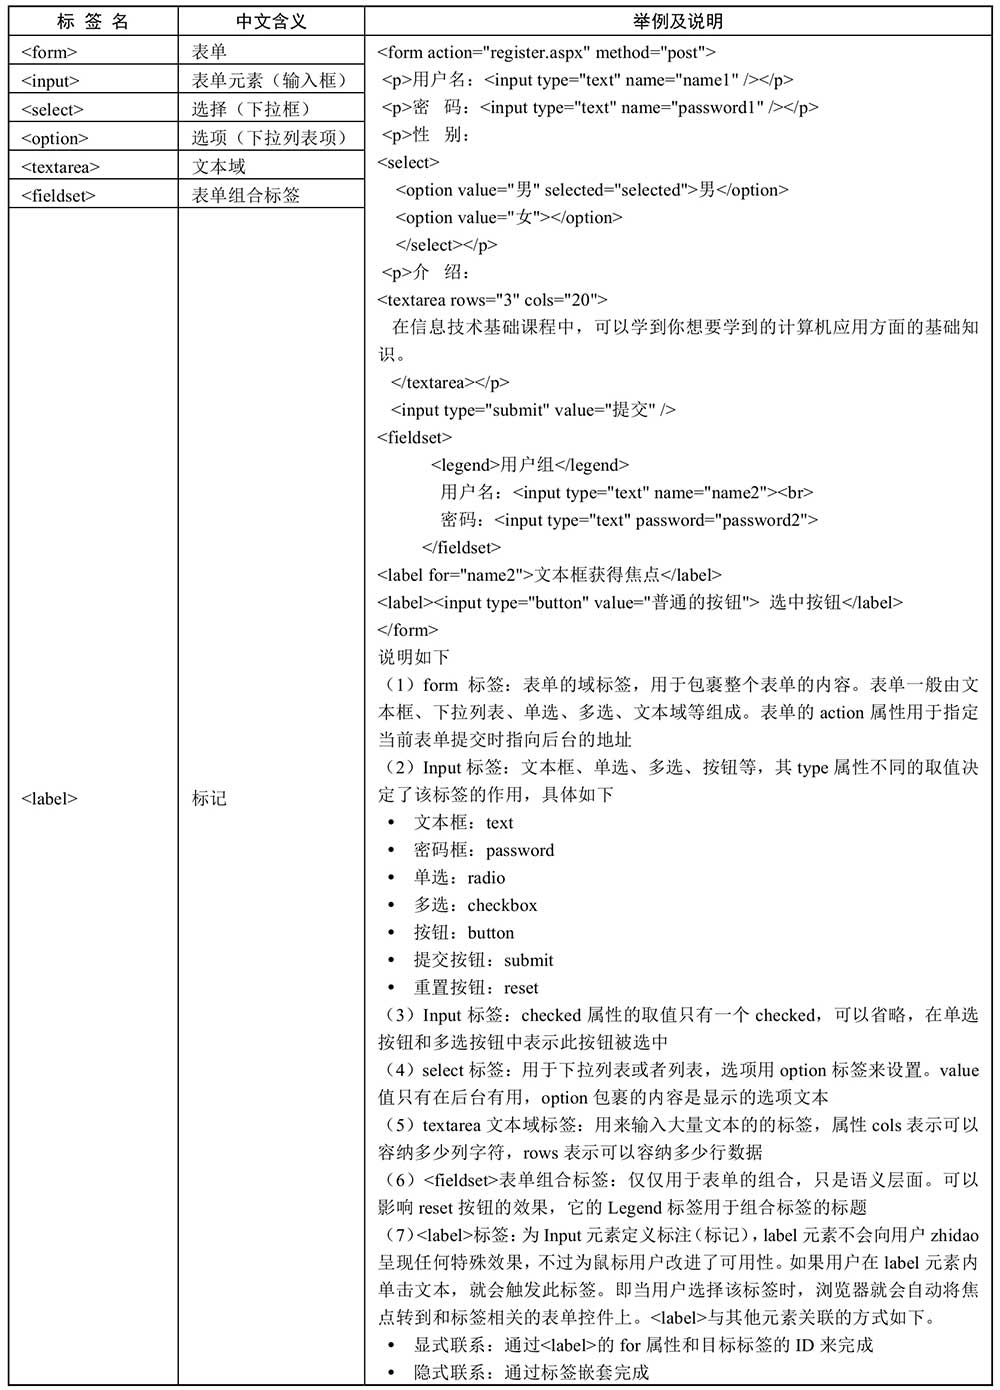 标 签 名 中文含义 举例及说明
<form> 表单
<input> 表单元素（输入框）
<select> 选择（下拉框）
<option> 选项（下拉列表项）
<textarea> 文本域
<fieldset> 表单组合标签
<label> 标记
<form action="register.aspx" method="post">
<p>用户名：<input type="text" name="name1" /></p>
<p>密 码：<input type="text" name="password1" /></p>
<p>性 别：
<select>
<option value="男" selected="selected">男</option>
<option value="女"></option>
</select></p>
<p>介 绍：
<textarea rows="3" cols="20">
在信息技术基础课程中，可以学到你想要学到的计算机应用方面的基础知
识。
</textarea></p>
<input type="submit" value="提交" />
<fieldset>
<legend>用户组</legend>
用户名：<input type="text" name="name2"><br>
密码：<input type="text" password="password2">
</fieldset>
<label for="name2">文本框获得焦点</label>
<label><input type="button" value="普通的按钮"> 选中按钮</label>
</form>
说明如下
（1）form 标签：表单的域标签，用于包裹整个表单的内容。表单一般由文
本框、下拉列表、单选、多选、文本域等组成。表单的 action 属性用于指定
当前表单提交时指向后台的地址
（2）Input 标签：文本框、单选、多选、按钮等，其 type 属性不同的取值决
定了该标签的作用，具体如下
• 文本框：text
• 密码框：password
• 单选：radio
• 多选：checkbox
• 按钮：button
• 提交按钮：submit
• 重置按钮：reset
（3）Input 标签：checked 属性的取值只有一个 checked，可以省略，在单选
按钮和多选按钮中表示此按钮被选中
（4）select 标签：用于下拉列表或者列表，选项用 option 标签来设置。value
值只有在后台有用，option 包裹的内容是显示的选项文本
（5）textarea 文本域标签：用来输入大量文本的的标签，属性 cols 表示可以
容纳多少列字符，rows 表示可以容纳多少行数据
（6）<fieldset>表单组合标签：仅仅用于表单的组合，只是语义层面。可以
影响 reset 按钮的效果，它的 Legend 标签用于组合标签的标题
（7）<label>标签：为 Input 元素定义标注（标记），label 元素不会向用户 zhidao
呈现任何特殊效果，不过为鼠标用户改进了可用性。如果用户在 label 元素内
单击文本，就会触发此标签。即当用户选择该标签时，浏览器就会自动将焦
点转到和标签相关的表单控件上。<label>与其他元素关联的方式如下。
• 显式联系：通过<label>的 for 属性和目标标签的 ID 来完成
• 隐式联系：通过标签嵌套完成